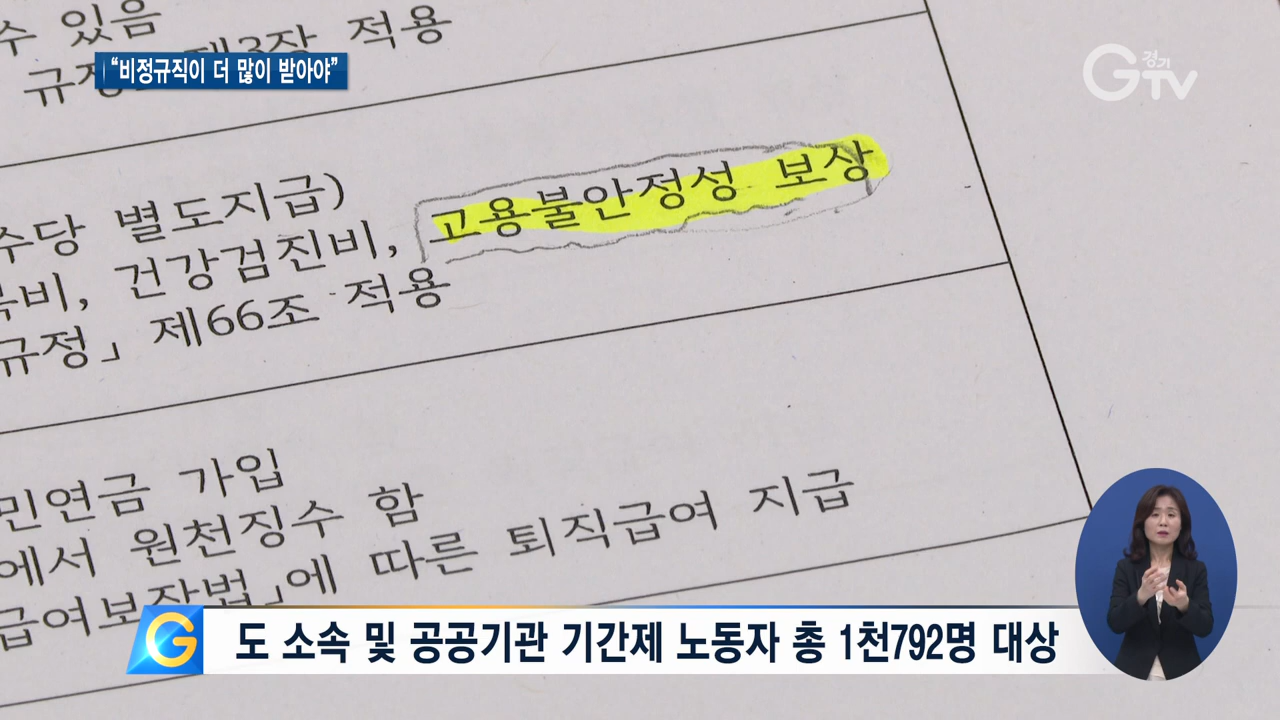 수 있음
규정 제3장 적용
“비정규직이 더 많이 받아야”
경기
GTV
수당 별도지급)
복비, 건강검진비, 고용불안정성 보상
규정」 제66조 적용
민연금 가입
에서 원천징수 함
급여보장법」에 따른 퇴직급여 지급
G
도 소속 및 공공기관 기간제 노동자 총 1천792명 대상